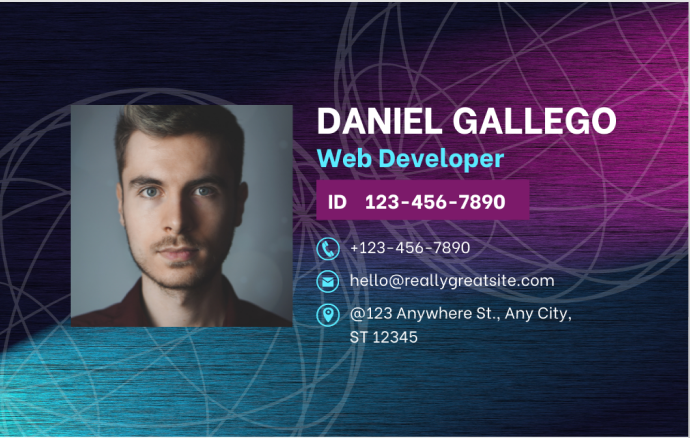 DANIEL GALLEGO
Web Developer
ID 123-456-7890
+123-456-7890
hello@reallygreatsite.com
@123 Anywhere St., Any City,
ST 12345